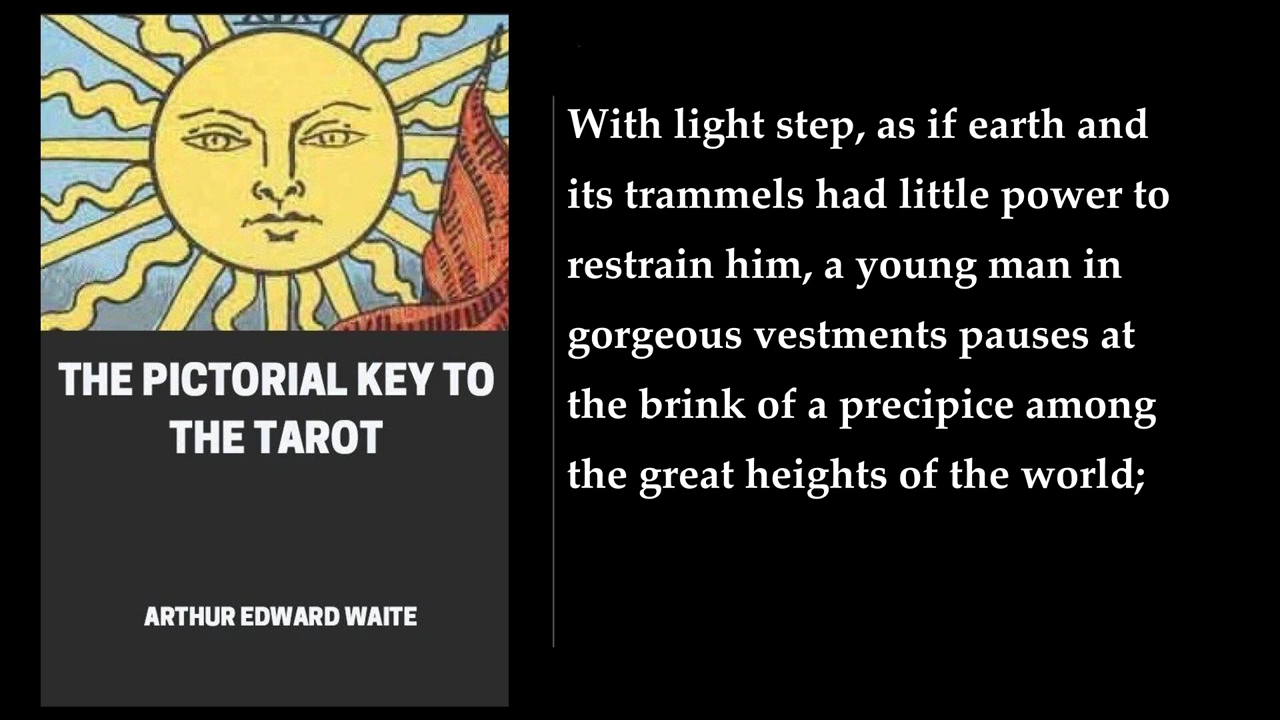 XIX
THE PICTORIAL KEY TO
THE TAROT
ARTHUR EDWARD WAITE
With light step, as if earth and
its trammels had little power to
restrain him, a young man in
gorgeous vestments pauses at
the brink of a precipice among
the great heights of the world;